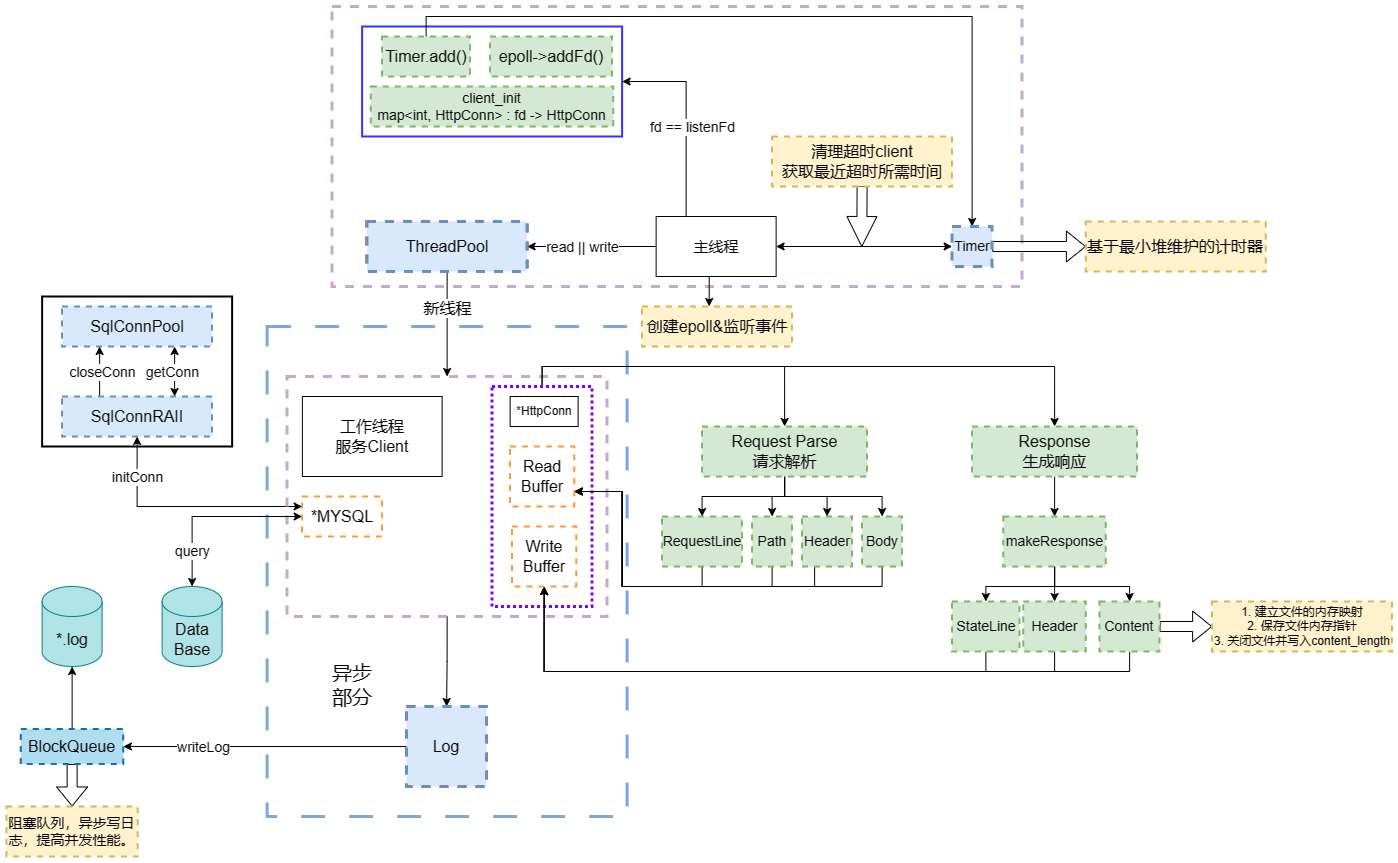 Timer.add()
epoll->addFd()
client_init
map<int, HttpConn> : fd -> HttpConn
fd == listenFd
清理超时client
获取最近超时所需时间
ThreadPool
read || write
主线程
Timer
基于最小堆维护的计时器
新线程
创建epoll&监听事件
SqlConnPool
closeConn
getConn
SqlConnRAII
initConn
*MYSQL
query
工作线程
服务Client
*HttpConn
Read
Buffer
Write
Buffer
Request Parse
请求解析
Response
生成响应
RequestLine
Path
Header
Body
makeResponse
StateLine
Header
Content
1. 建立文件的内存映射
2. 保存文件内存指针
3. 关闭文件并写入content_length
*.log
Data
Base
异步
部分
Log
writeLog
BlockQueue
阻塞队列，异步写日
志，提高并发性能。